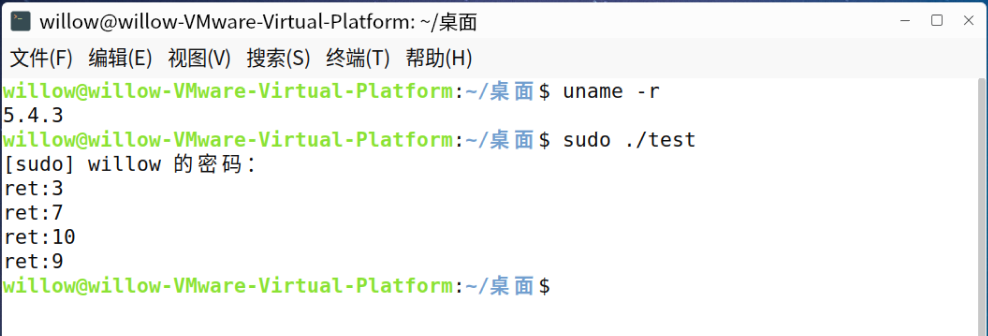 willow@willow-VMware-Virtual-Platform: ~/桌面
文件(F) 编辑(E) 视图(V) 搜索(S) 终端(T) 帮助(H)
willow@willow-VMware-Virtual-Platform:~/桌面$ uname -r
5.4.3
willow@willow-VMware-Virtual-Platform:~/桌面$ sudo ./test
[sudo] willow 的密码：
ret:3
ret:7
ret:10
ret:9
willow@willow-VMware-Virtual-Platform:~/桌面$